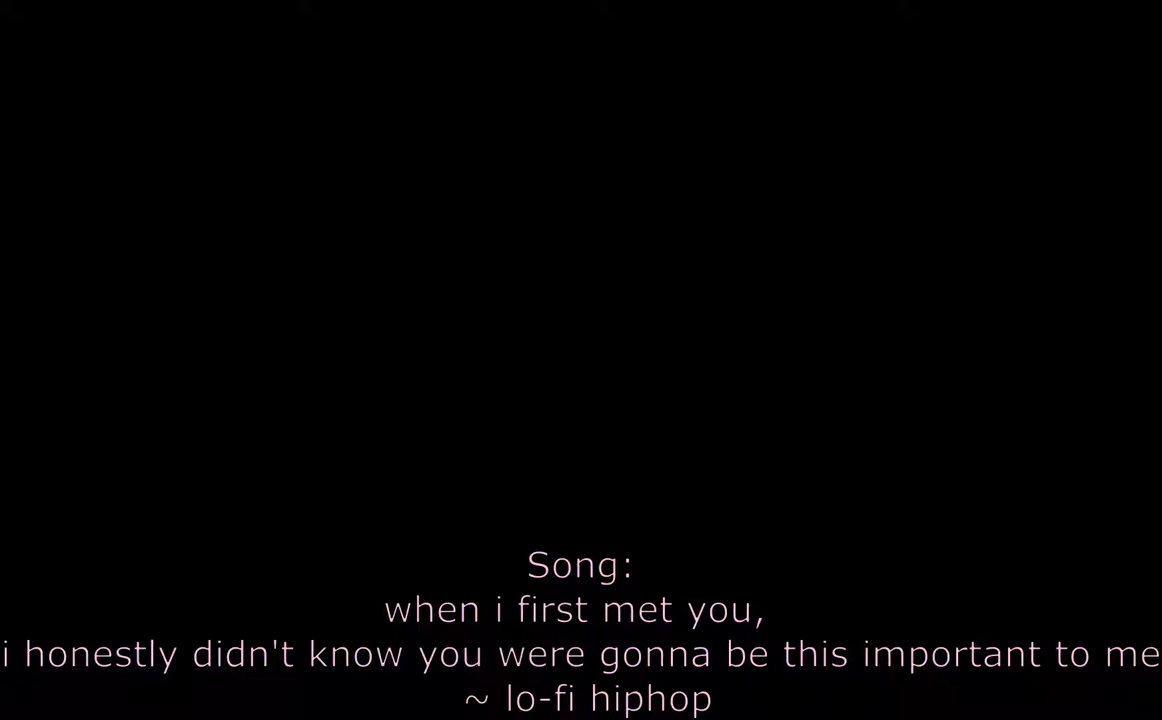 Song:
when i first met you,
i honestly didn't know you were gonna be this important to me
~ lo-fi hiphop